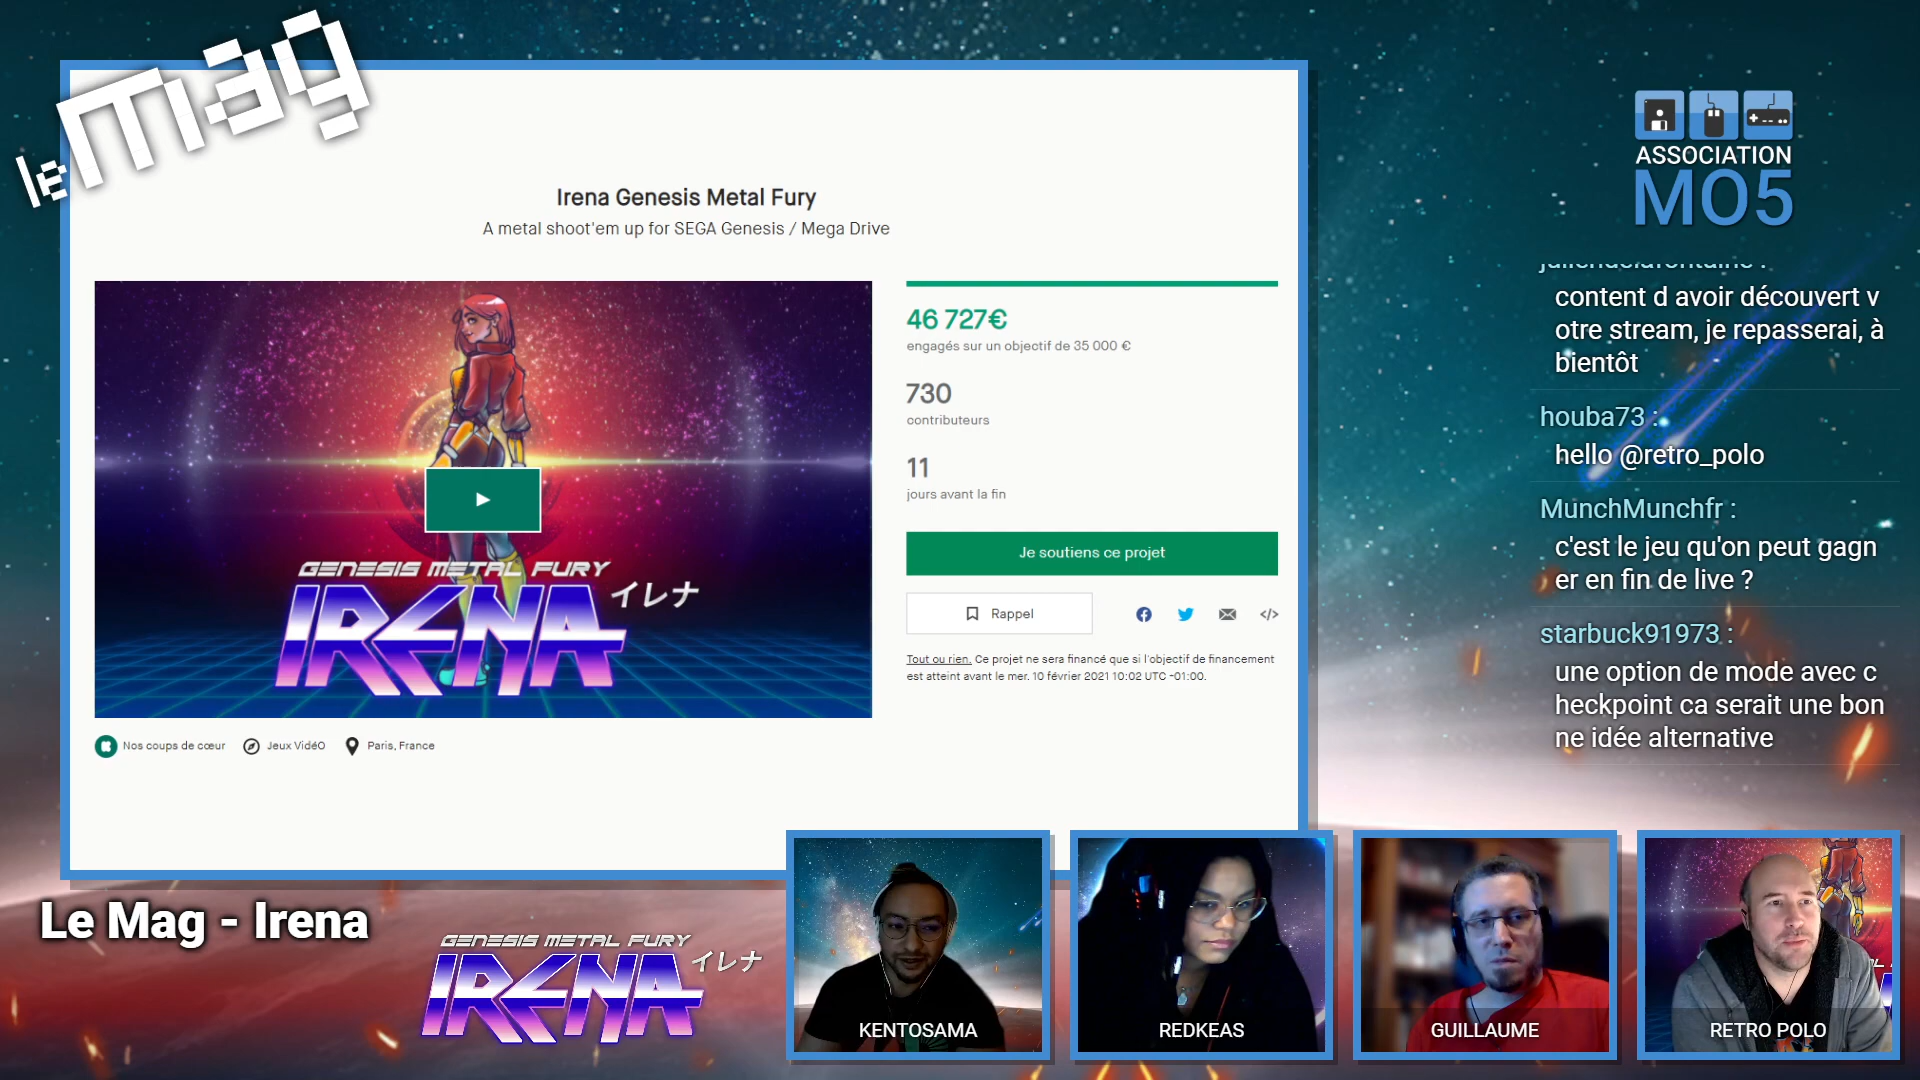 le Mag
Irena Genesis Metal Fury
A metal shoot'em up for SEGA Genesis / Mega Drive
GENESIS METAL FURY
IRENA
イレナ
46 727€
engagés sur un objectif de 35 000 €
730
contributeurs
11
jours avant la fin
Je soutiens ce projet
Rappel
</>
Tout ou rien. Ce projet ne sera financé que si l'objectif de financement
est atteint avant le mer. 10 février 2021 10:02 UTC -01:00.
Nos coups de cœur
Jeux VidéO
Paris, France
ASSOCIATION
MO5
juliendelafontaine :
content d avoir découvert v
otre stream, je repasserai, à
bientôt
houba73 :
hello @retro_polo
MunchMunchfr :
c'est le jeu qu'on peut gagn
er en fin de live ?
starbuck91973 :
une option de mode avec c
heckpoint ca serait une bon
ne idée alternative
Le Mag - Irena
GENESIS METAL FURY
IRENA
イレナ
KENTOSAMA
REDKEAS
GUILLAUME
RETRO POLO